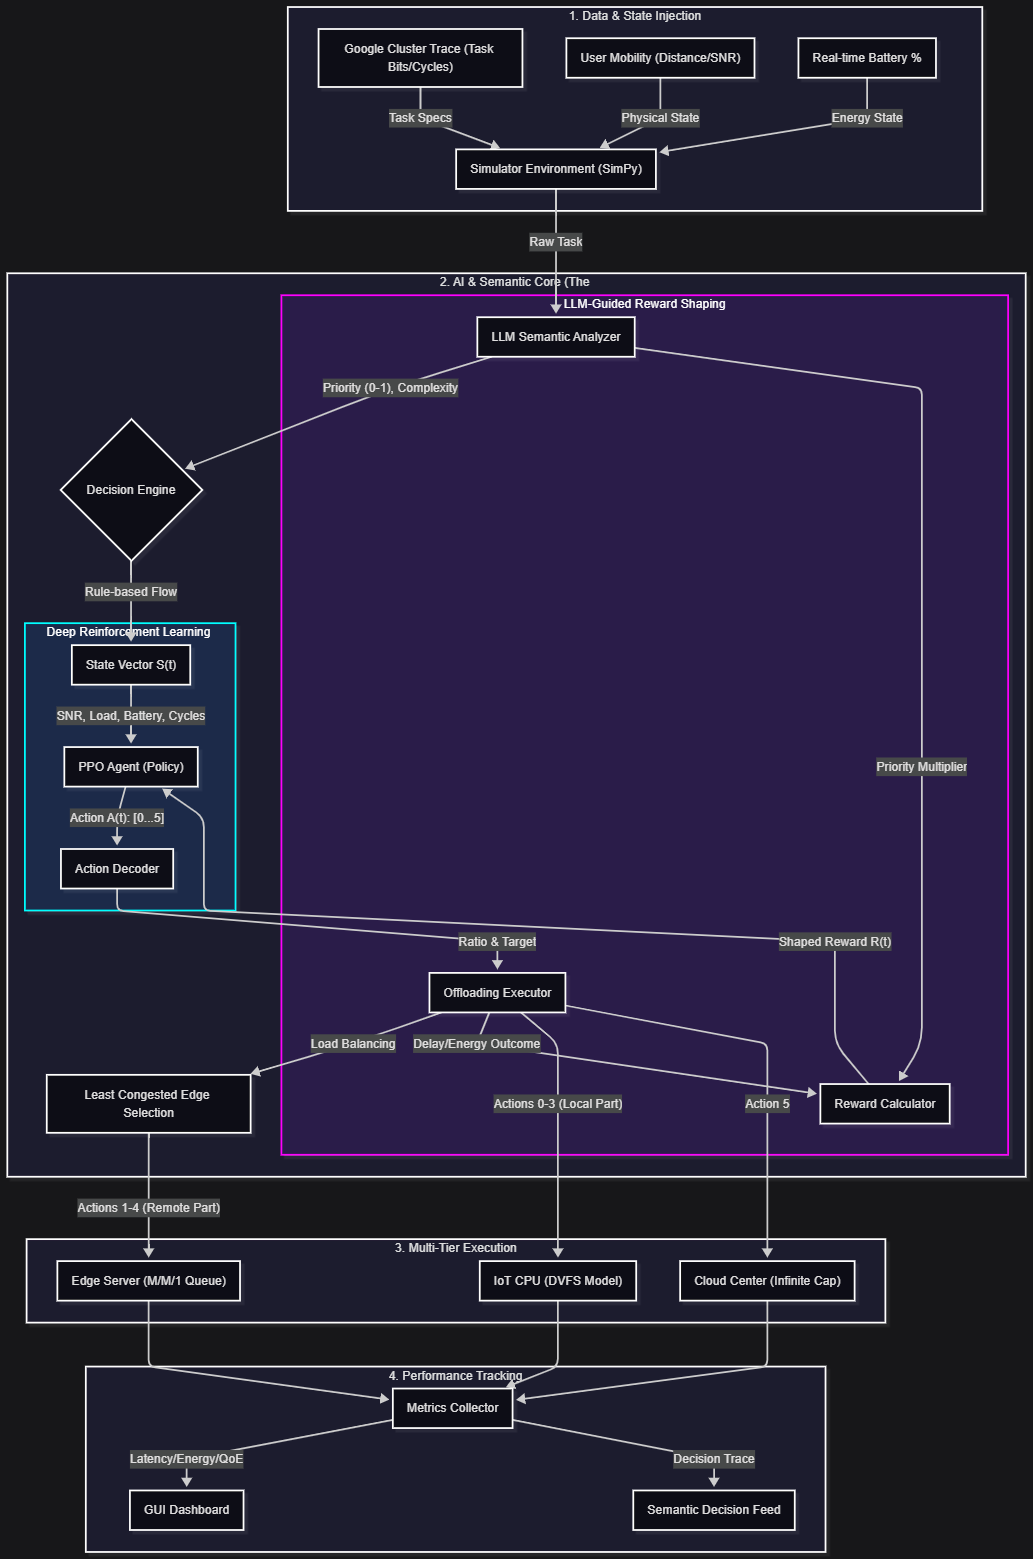 1. Data & State Injection
Google Cluster Trace (Task
Bits/Cycles)
User Mobility (Distance/SNR)
Real-time Battery %
Task Specs
Physical State
Energy State
Simulator Environment (SimPy)
Raw Task
2. AI & Semantic Core (The
LLM-Guided Reward Shaping
LLM Semantic Analyzer
Priority (0-1), Complexity
Decision Engine
Rule-based Flow
Deep Reinforcement Learning
State Vector S(t)
SNR, Load, Battery, Cycles
PPO Agent (Policy)
Priority Multiplier
Action A(t): [0...5]
Action Decoder
Ratio & Target
Shaped Reward R(t)
Offloading Executor
Load Balancing
Delay/Energy Outcome
Least Congested Edge
Selection
Actions 0-3 (Local Part)
Action 5
Reward Calculator
Actions 1-4 (Remote Part)
3. Multi-Tier Execution
Edge Server (M/M/1 Queue)
IoT CPU (DVFS Model)
Cloud Center (Infinite Cap)
4. Performance Tracking
Metrics Collector
Latency/Energy/QoE
Decision Trace
GUI Dashboard
Semantic Decision Feed